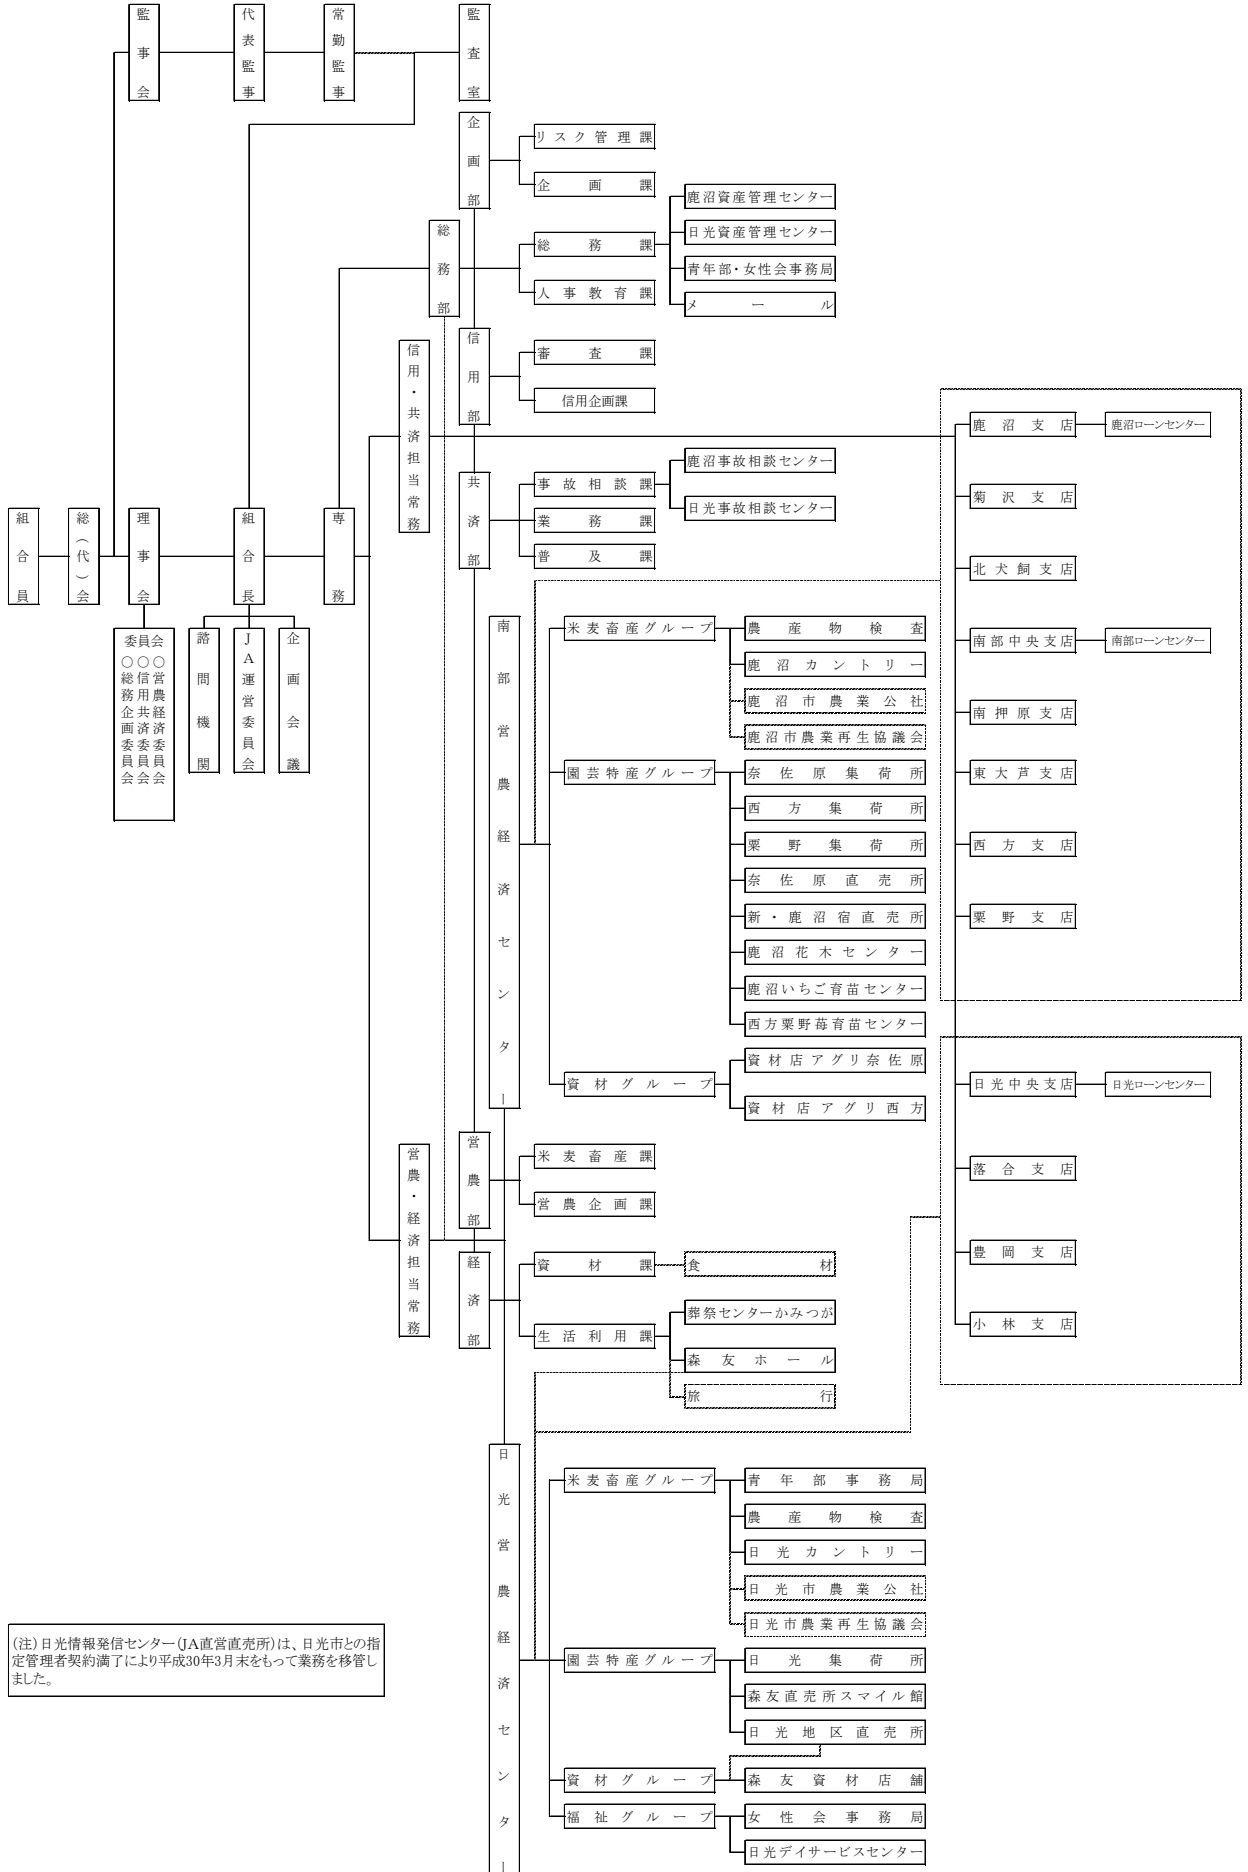 監事会
代表監事
常勤監事
監査室
企画部
リスク管理課
企画課
総務部
総務課
鹿沼資産管理センター
日光資産管理センター
青年部・女性会事務局
メール
人事教育課
信用部
審査課
信用企画課
信用・共済担当常務
共済部
事故相談課
鹿沼事故相談センター
日光事故相談センター
業務課
普及課
組合員
総（代）会
理事会
組合長
専務
委員会
○営農経済委員会
○信用共済委員会
○総務企画委員会
諮問機関
JA運営委員会
企画会議
鹿沼支店
鹿沼ローンセンター
菊沢支店
北犬飼支店
南部中央支店
南部ローンセンター
南押原支店
東大芦支店
西方支店
粟野支店
南部営農経済センター
米麦畜産グループ
農産物検査
鹿沼カントリー
鹿沼市農業公社
鹿沼市農業再生協議会
園芸特産グループ
奈佐原集荷所
西方集荷所
粟野集荷所
奈佐原直売所
新・鹿沼宿直売所
鹿沼花木センター
鹿沼いちご育苗センター
西方粟野苺育苗センター
資材グループ
資材店アグリ奈佐原
資材店アグリ西方
日光中央支店
日光ローンセンター
落合支店
豊岡支店
小林支店
営農・経済担当常務
営農部
米麦畜産課
営農企画課
経済部
資材課
食材
生活利用課
葬祭センターかみつが
森友ホール
旅行
日光営農経済センター
米麦畜産グループ
青年部事務局
農産物検査
日光カントリー
日光市農業公社
日光市農業再生協議会
園芸特産グループ
日光集荷所
森友直売所スマイル館
日光地区直売所
資材グループ
森友資材店舗
福祉グループ
女性会事務局
日光デイサービスセンター
(注)日光情報発信センター(JA直営直売所)は、日光市との指
定管理者契約満了により平成30年3月末をもって業務を移管し
ました。